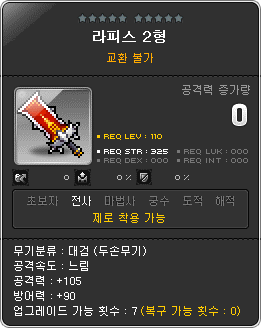 라피스 2형
교환 불가
공격력 증가량
0
REQ LEV : 110
REQ STR : 325 REQ LUK : 000
REQ DEX : 000 REQ INT : 000
0 0 % 0 %
초보자 전사 마법사 궁수 도적 해적
제로 착용 가능
무기분류 : 대검 (두손무기)
공격속도 : 느림
공격력 : +105
방어력 : +90
업그레이드 가능 횟수 : 7 (복구 가능 횟수 : 0)